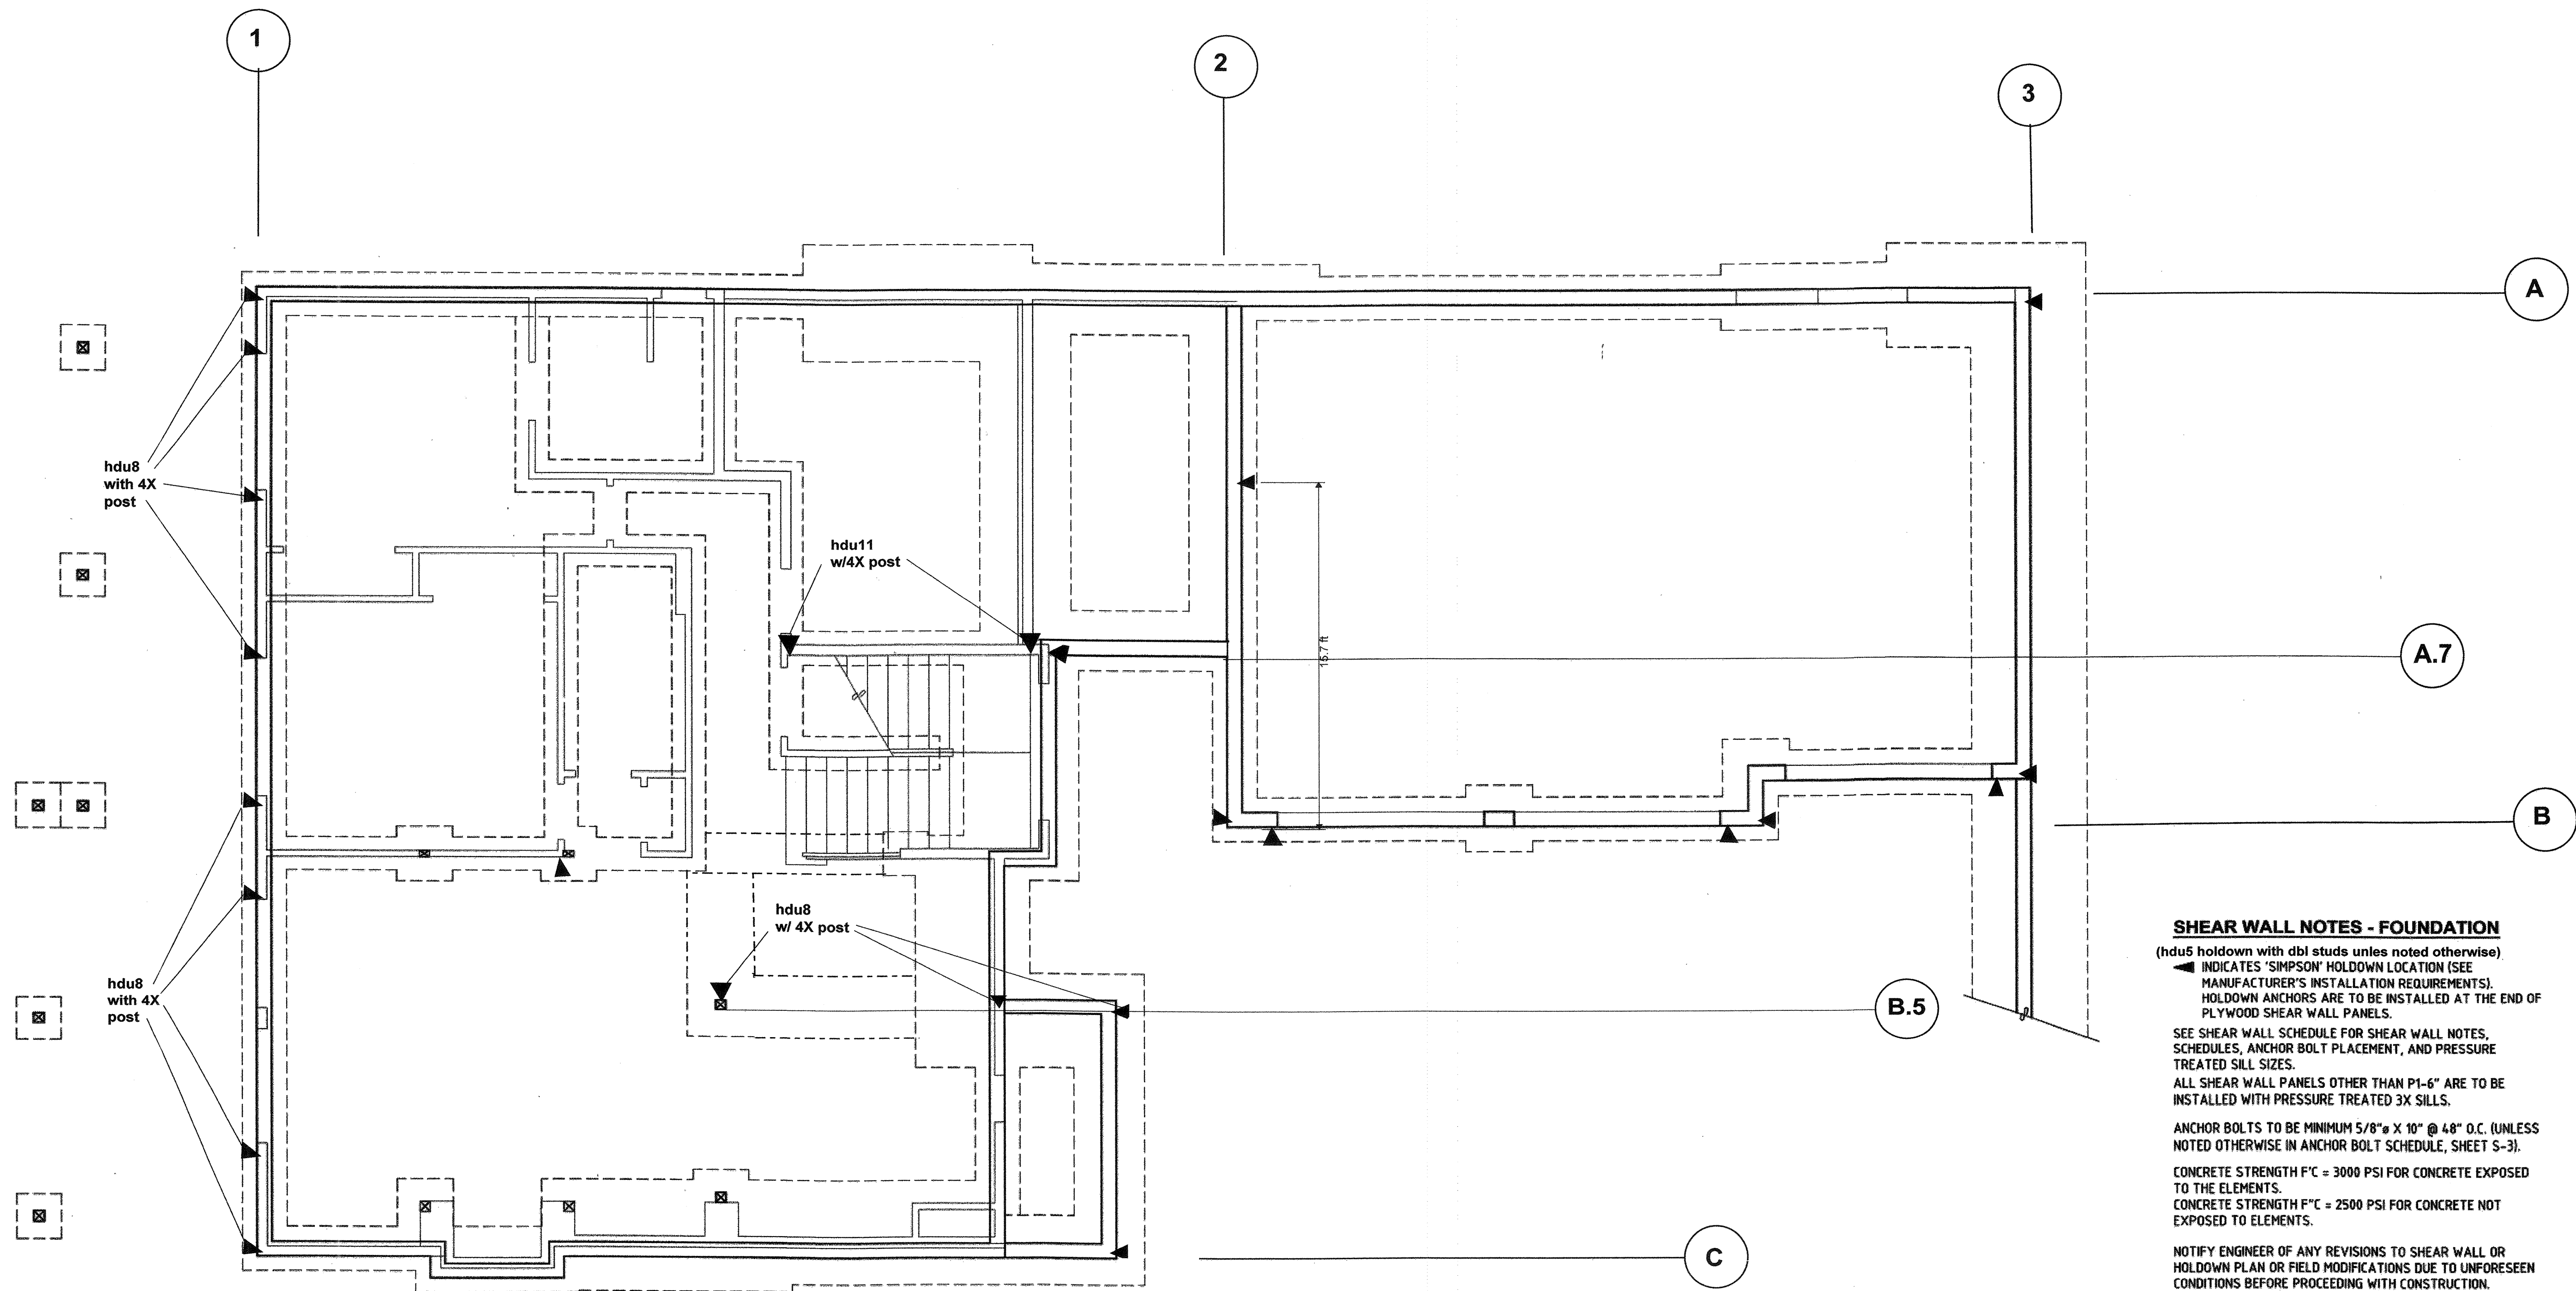 1
2
3
A
hdu8
with 4X
post
hdu11
w/4X post
15.7 ft
A.7
B
hdu8
w/ 4X post
hdu8
with 4X
post
B.5
C
SHEAR WALL NOTES - FOUNDATION
(hdu5 holdown with dbl studs unles noted otherwise)
INDICATES 'SIMPSON' HOLDOWN LOCATION (SEE
MANUFACTURER'S INSTALLATION REQUIREMENTS).
HOLDOWN ANCHORS ARE TO BE INSTALLED AT THE END OF
PLYWOOD SHEAR WALL PANELS.
SEE SHEAR WALL SCHEDULE FOR SHEAR WALL NOTES,
SCHEDULES, ANCHOR BOLT PLACEMENT, AND PRESSURE
TREATED SILL SIZES.
ALL SHEAR WALL PANELS OTHER THAN P1-6" ARE TO BE
INSTALLED WITH PRESSURE TREATED 3X SILLS.
ANCHOR BOLTS TO BE MINIMUM 5/8"ø X 10" @ 48" O.C. (UNLESS
NOTED OTHERWISE IN ANCHOR BOLT SCHEDULE, SHEET S-3).
CONCRETE STRENGTH F'C = 3000 PSI FOR CONCRETE EXPOSED
TO THE ELEMENTS.
CONCRETE STRENGTH F"C = 2500 PSI FOR CONCRETE NOT
EXPOSED TO ELEMENTS.
NOTIFY ENGINEER OF ANY REVISIONS TO SHEAR WALL OR
HOLDOWN PLAN OR FIELD MODIFICATIONS DUE TO UNFORESEEN
CONDITIONS BEFORE PROCEEDING WITH CONSTRUCTION.